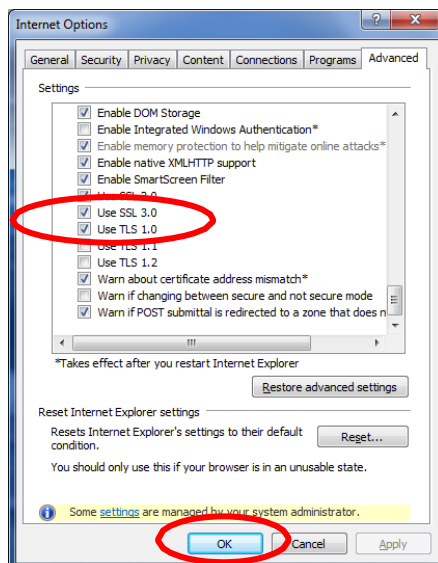 Internet Options
General Security Privacy Content Connections Programs Advanced
Settings
Enable DOM Storage
Enable Integrated Windows Authentication*
Enable memory protection to help mitigate online attacks*
Enable native XMLHTTP support
Enable SmartScreen Filter
Use SSL 2.0
Use SSL 3.0
Use TLS 1.0
Use TLS 1.1
Use TLS 1.2
Warn about certificate address mismatch*
Warn if changing between secure and not secure mode
Warn if POST submittal is redirected to a zone that does n
*Takes effect after you restart Internet Explorer
Restore advanced settings
Reset Internet Explorer settings
Resets Internet Explorer's settings to their default
condition.
Reset...
You should only use this if your browser is in an unusable state.
Some settings are managed by your system administrator.
OK Cancel Apply